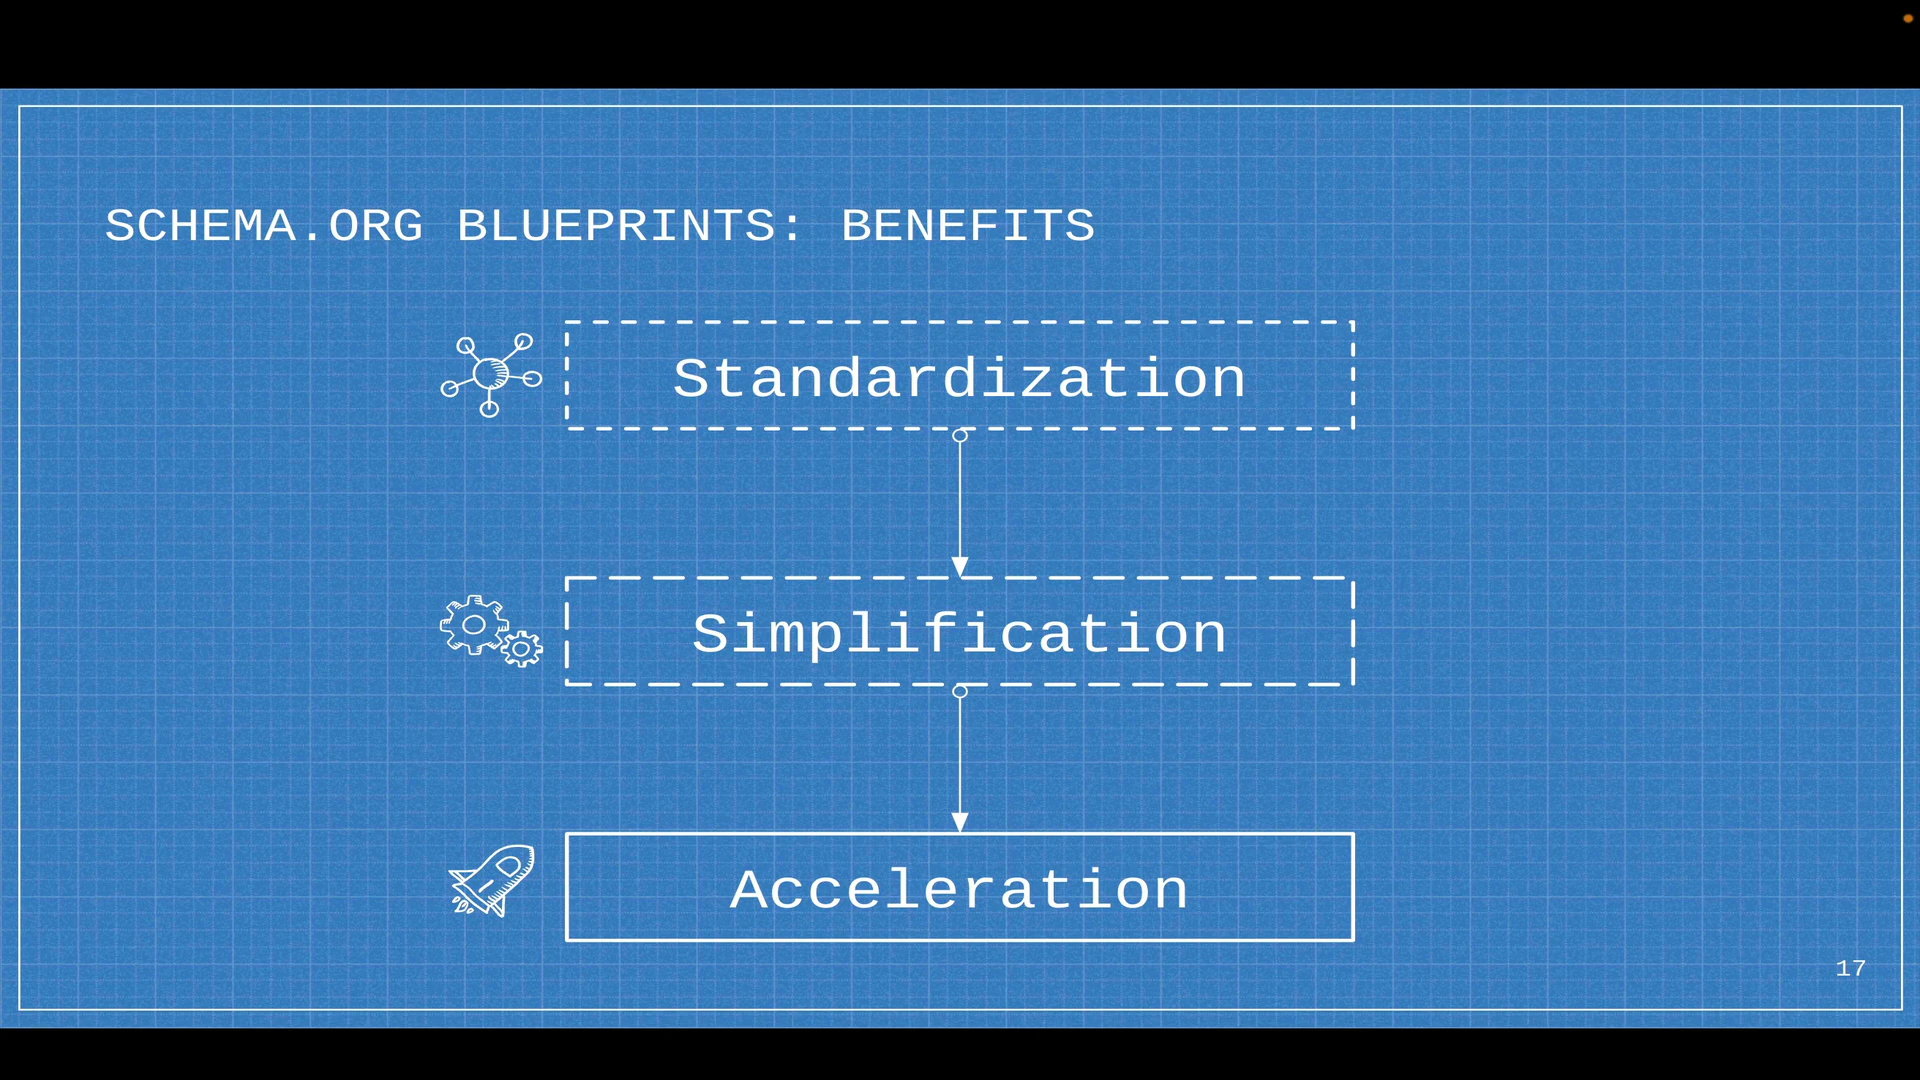 SCHEMA.ORG BLUEPRINTS: BENEFITS
Standardization
Simplification
Acceleration
17